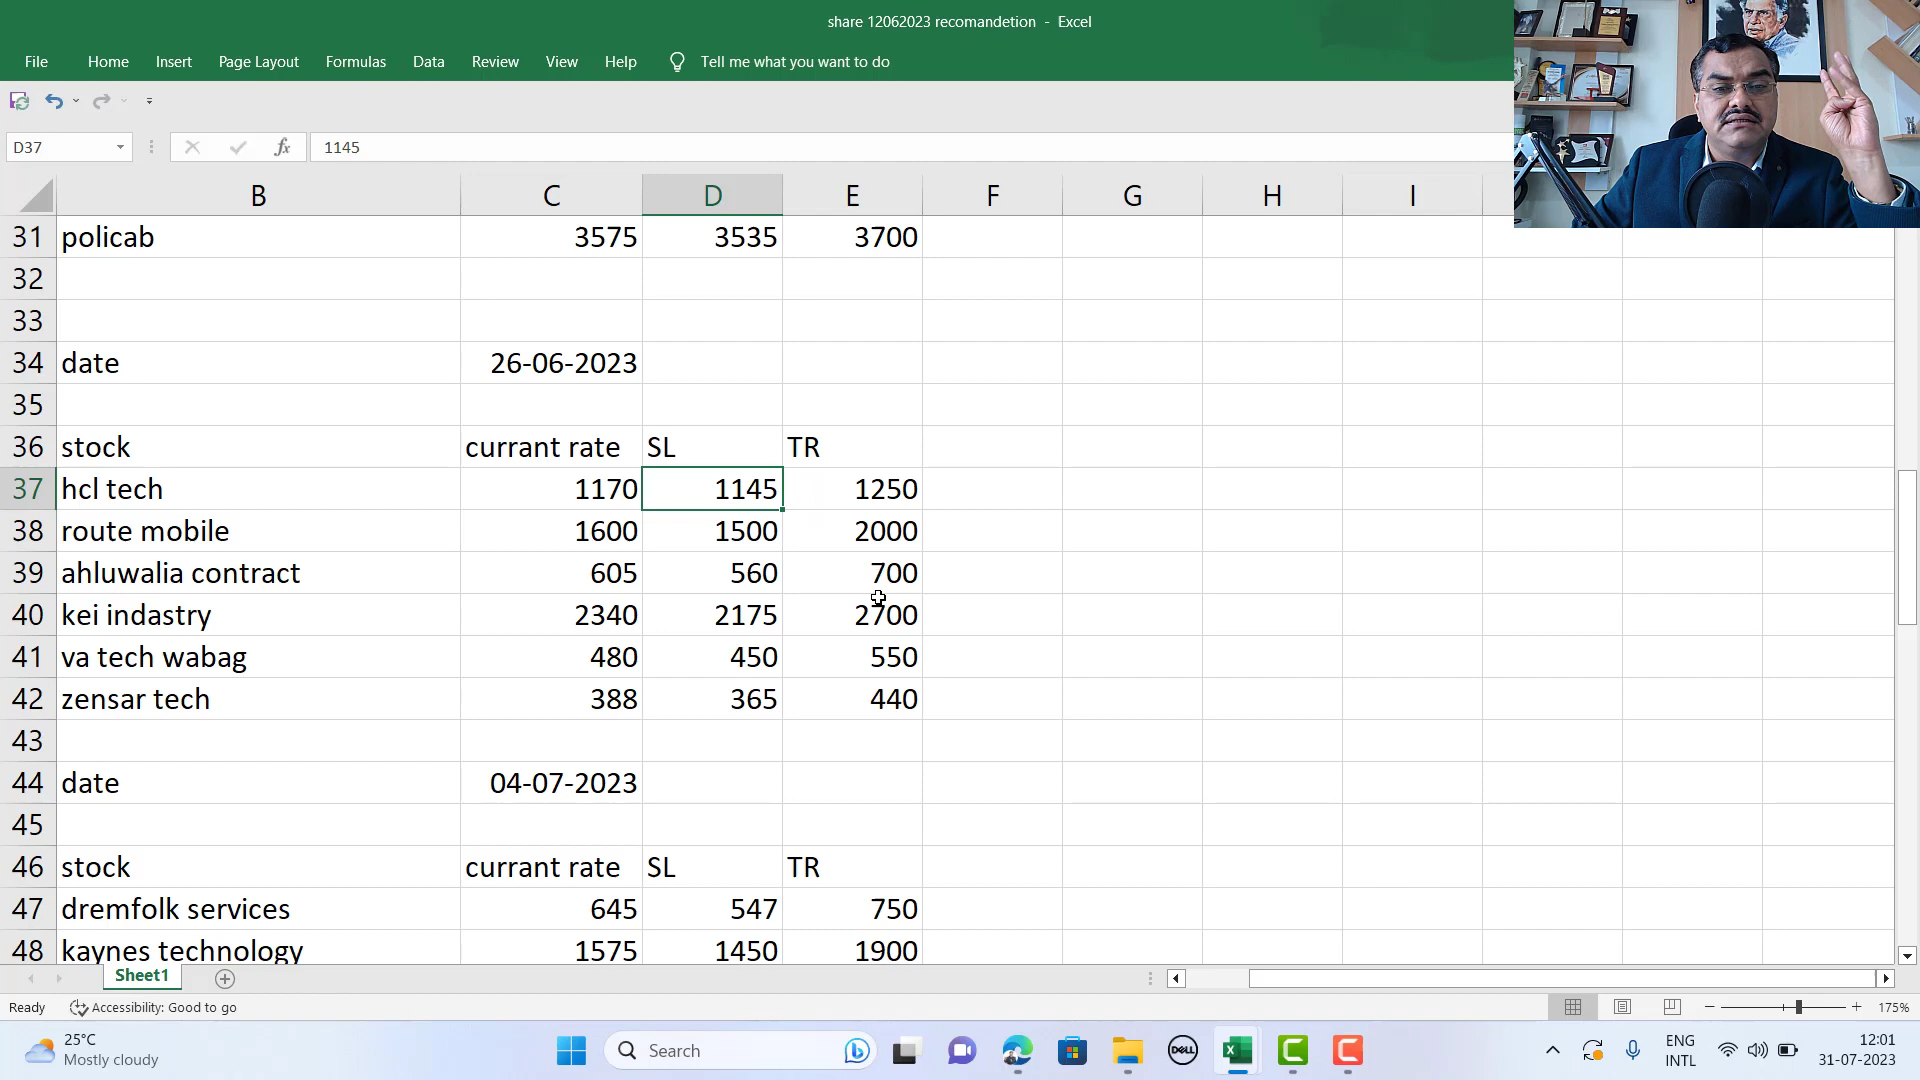 share 12062023 recomandetion - Excel
File Home Insert Page Layout Formulas Data Review View Help Tell me what you want to do
D37 fx 1145
B C D E F G H I
31 policab 3575 3535 3700
32
33
34 date 26-06-2023
35
36 stock currant rate SL TR
37 hcl tech 1170 1145 1250
38 route mobile 1600 1500 2000
39 ahluwalia contract 605 560 700
40 kei indastry 2340 2175 2700
41 va tech wabag 480 450 550
42 zensar tech 388 365 440
43
44 date 04-07-2023
45
46 stock currant rate SL TR
47 dremfolk services 645 547 750
48 kaynes technology 1575 1450 1900
Sheet1
Ready Accessibility: Good to go 175%
25°C
Mostly cloudy
Search
DELL
ENG
INTL
12:01
31-07-2023